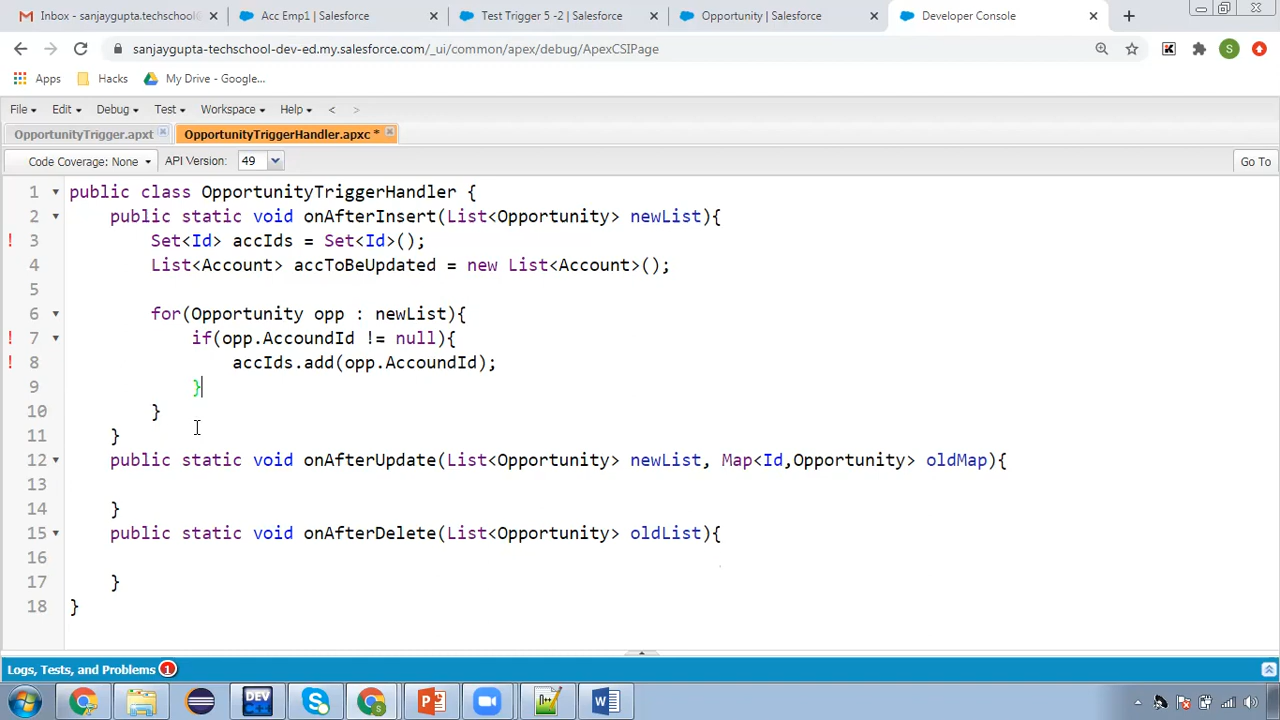 Inbox - sanjaygupta.techschool
Acc Emp1 | Salesforce
Test Trigger 5 -2 | Salesforce
Opportunity | Salesforce
Developer Console
sanjaygupta-techschool-dev-ed.my.salesforce.com/_ui/common/apex/debug/ApexCSIPage
Apps Hacks My Drive - Google...
File Edit Debug Test Workspace Help < >
OpportunityTrigger.apxt OpportunityTriggerHandler.apxc *
Code Coverage: None API Version: 49 Go To
1 public class OpportunityTriggerHandler {
2 public static void onAfterInsert(List<Opportunity> newList){
! 3 Set<Id> accIds = Set<Id>();
4 List<Account> accToBeUpdated = new List<Account>();
5
6 for(Opportunity opp : newList){
! 7 if(opp.AccoundId != null){
! 8 accIds.add(opp.AccoundId);
9 }
10 }
11 }
12 public static void onAfterUpdate(List<Opportunity> newList, Map<Id,Opportunity> oldMap){
13
14 }
15 public static void onAfterDelete(List<Opportunity> oldList){
16
17 }
18 }
Logs, Tests, and Problems 1
DEV C++